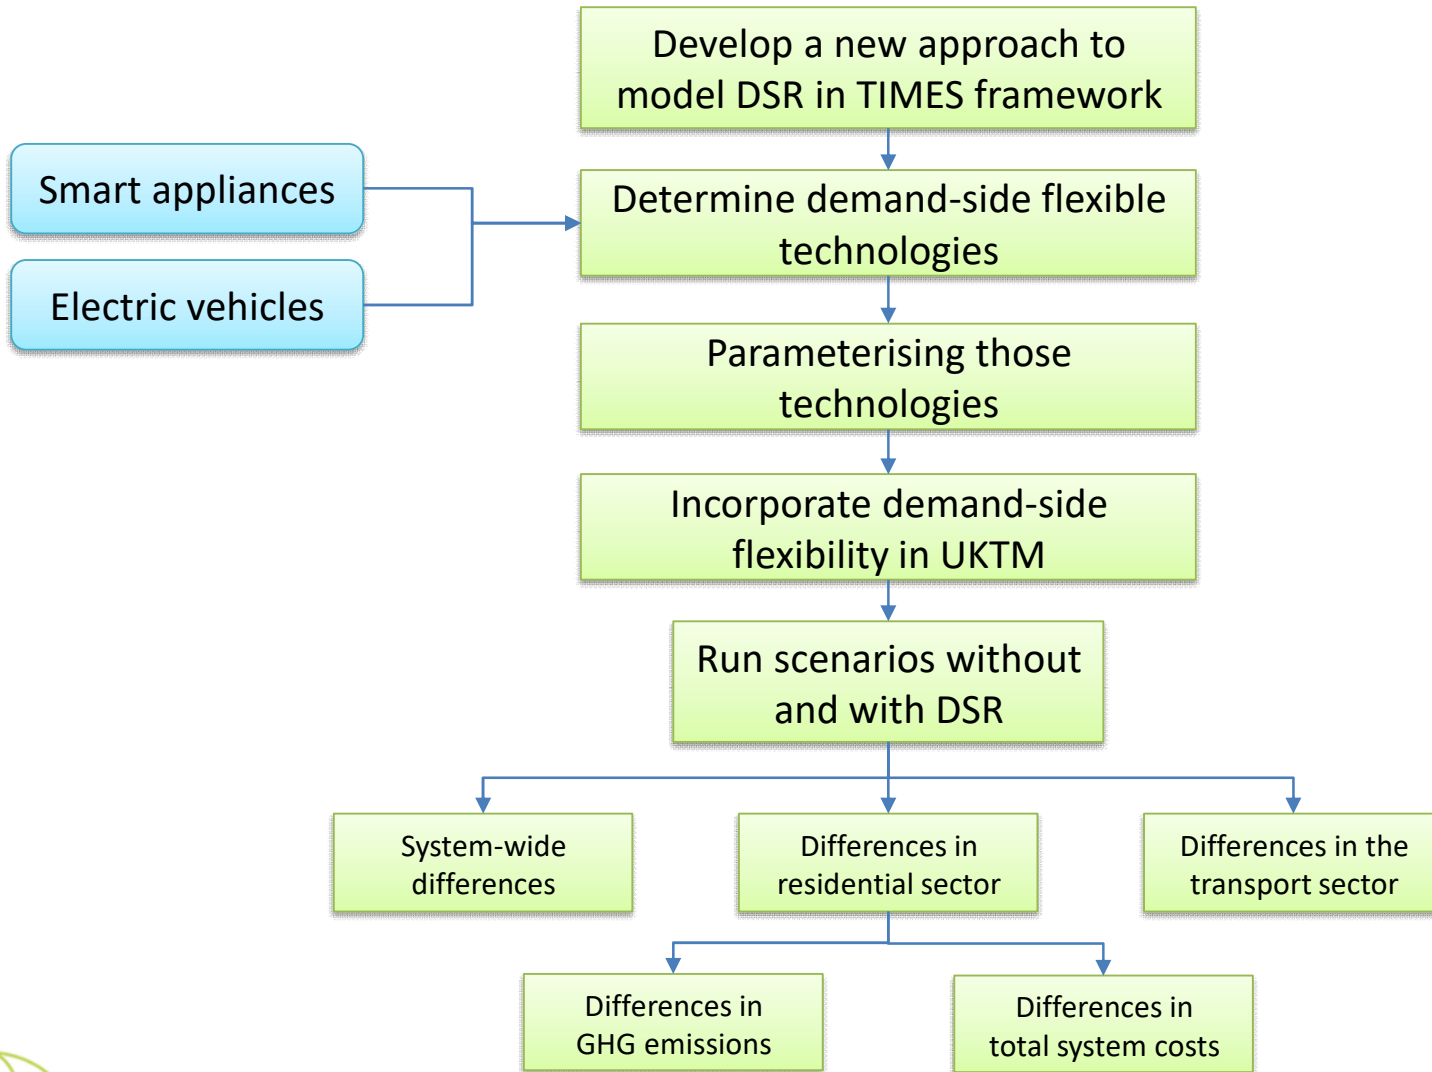 Develop a new approach to
model DSR in TIMES framework
Smart appliances
Electric vehicles
Determine demand-side flexible
technologies
Parameterising those
technologies
Incorporate demand-side
flexibility in UKTM
Run scenarios without
and with DSR
System-wide
differences
Differences in
residential sector
Differences in the
transport sector
Differences in
GHG emissions
Differences in
total system costs